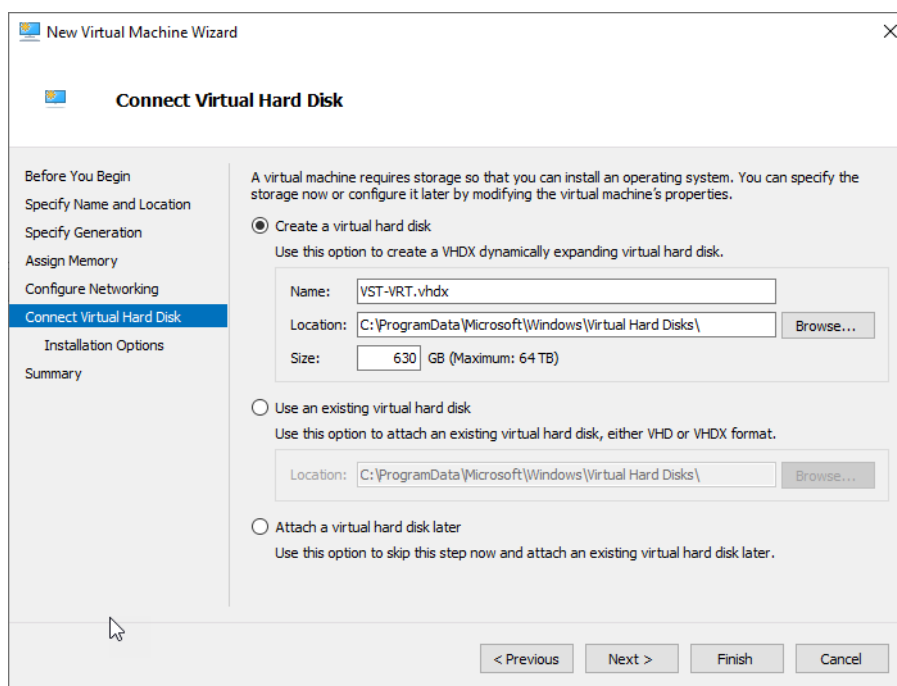 New Virtual Machine Wizard
Connect Virtual Hard Disk
Before You Begin
Specify Name and Location
Specify Generation
Assign Memory
Configure Networking
Connect Virtual Hard Disk
Installation Options
Summary
A virtual machine requires storage so that you can install an operating system. You can specify the
storage now or configure it later by modifying the virtual machine's properties.
Create a virtual hard disk
Use this option to create a VHDX dynamically expanding virtual hard disk.
Name: VST-VRT.vhdx
Location: C:\ProgramData\Microsoft\Windows\Virtual Hard Disks\ Browse...
Size: 630 GB (Maximum: 64 TB)
Use an existing virtual hard disk
Use this option to attach an existing virtual hard disk, either VHD or VHDX format.
Location: C:\ProgramData\Microsoft\Windows\Virtual Hard Disks\ Browse...
Attach a virtual hard disk later
Use this option to skip this step now and attach an existing virtual hard disk later.
< Previous Next > Finish Cancel